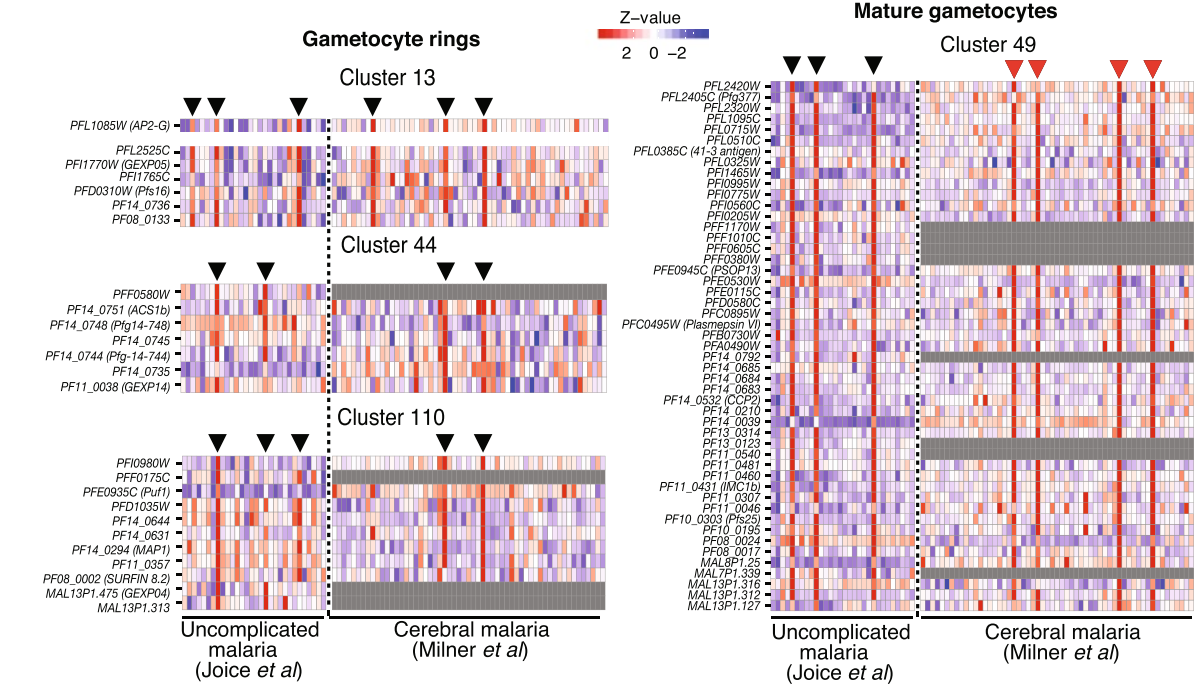 Z−value
2 0 −2
Gametocyte rings
Cluster 13
PFL1085W (AP2-G)
PFL2525C
PFI1770W (GEXP05)
PFI1765C
PFD0310W (Pfs16)
PF14_0736
PF08_0133
Cluster 44
PFF0580W
PF14_0751 (ACS1b)
PF14_0748 (Pfg14-748)
PF14_0745
PF14_0744 (Pfg-14-744)
PF14_0735
PF11_0038 (GEXP14)
Cluster 110
PFI0980W
PFF0175C
PFE0935C (Puf1)
PFD1035W
PF14_0644
PF14_0631
PF14_0294 (MAP1)
PF11_0357
PF08_0002 (SURFIN 8.2)
MAL13P1.475 (GEXP04)
MAL13P1.313
Uncomplicated
malaria
(Joice et al)
Cerebral malaria
(Milner et al)
Mature gametocytes
Cluster 49
PFL2420W
PFL2405C (Pfg377)
PFL2320W
PFL1095C
PFL0715W
PFL0510C
PFL0385C (41-3 antigen)
PFL0325W
PFI1465W
PFI0995W
PFI0775W
PFI0560C
PFI0205W
PFF1170W
PFF1010C
PFF0605C
PFF0380W
PFE0945C (PSOP13)
PFE0530W
PFE0115C
PFD0580C
PFC0895W
PFC0495W (Plasmepsin VI)
PFB0730W
PFA0490W
PF14_0792
PF14_0685
PF14_0684
PF14_0683
PF14_0532 (CCP2)
PF14_0210
PF14_0039
PF13_0314
PF13_0123
PF11_0540
PF11_0481
PF11_0460
PF11_0431 (IMC1b)
PF11_0307
PF11_0046
PF10_0303 (Pfs25)
PF10_0195
PF08_0024
PF08_0017
MAL8P1.25
MAL7P1.339
MAL13P1.316
MAL13P1.312
MAL13P1.127
Uncomplicated
malaria
(Joice et al)
Cerebral malaria
(Milner et al)